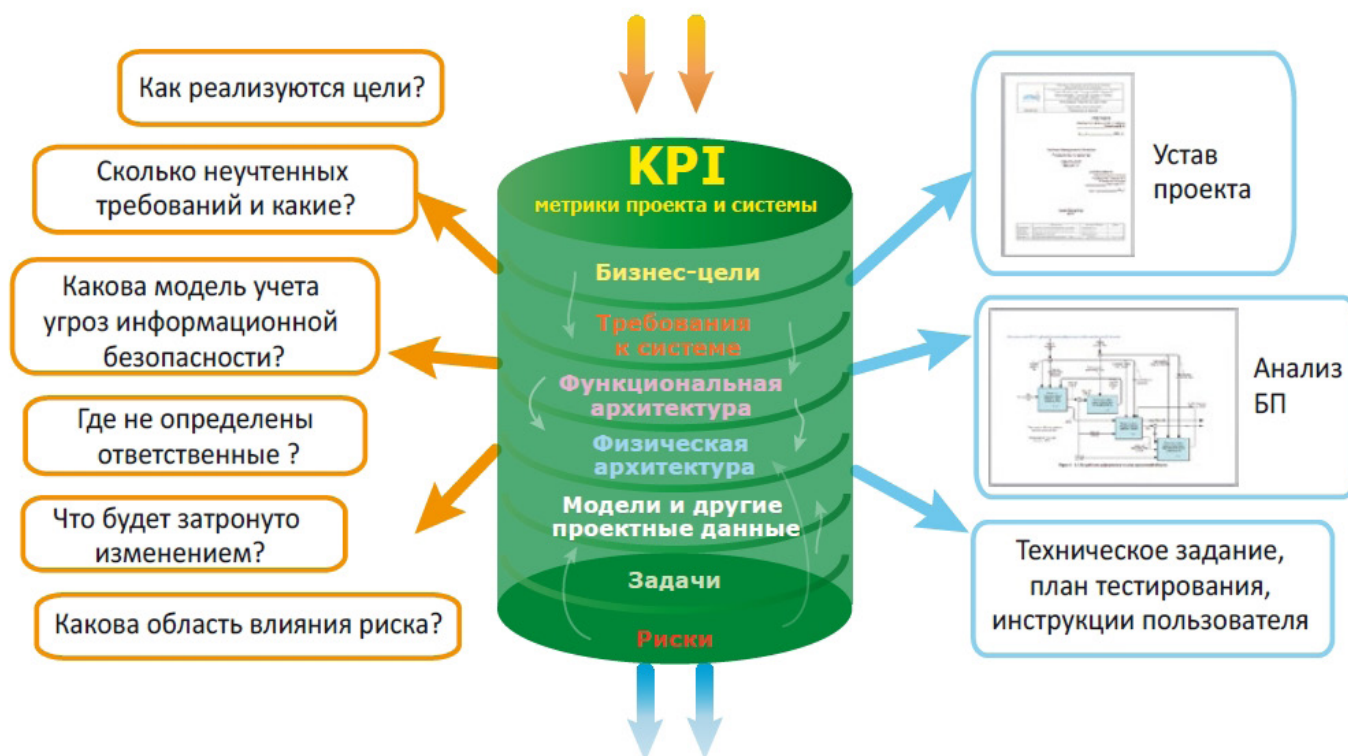 Как реализуются цели?
Сколько неучтенных
требований и какие?
Какова модель учета
угроз информационной
безопасности?
Где не определены
ответственные ?
Что будет затронуто
изменением?
Какова область влияния риска?
KPI
метрики проекта и системы
Бизнес-цели
Требования
к системе
Функциональная
архитектура
Физическая
архитектура
Модели и другие
проектные данные
Задачи
Риски
Устав
проекта
Анализ
БП
Техническое задание,
план тестирования,
инструкции пользователя